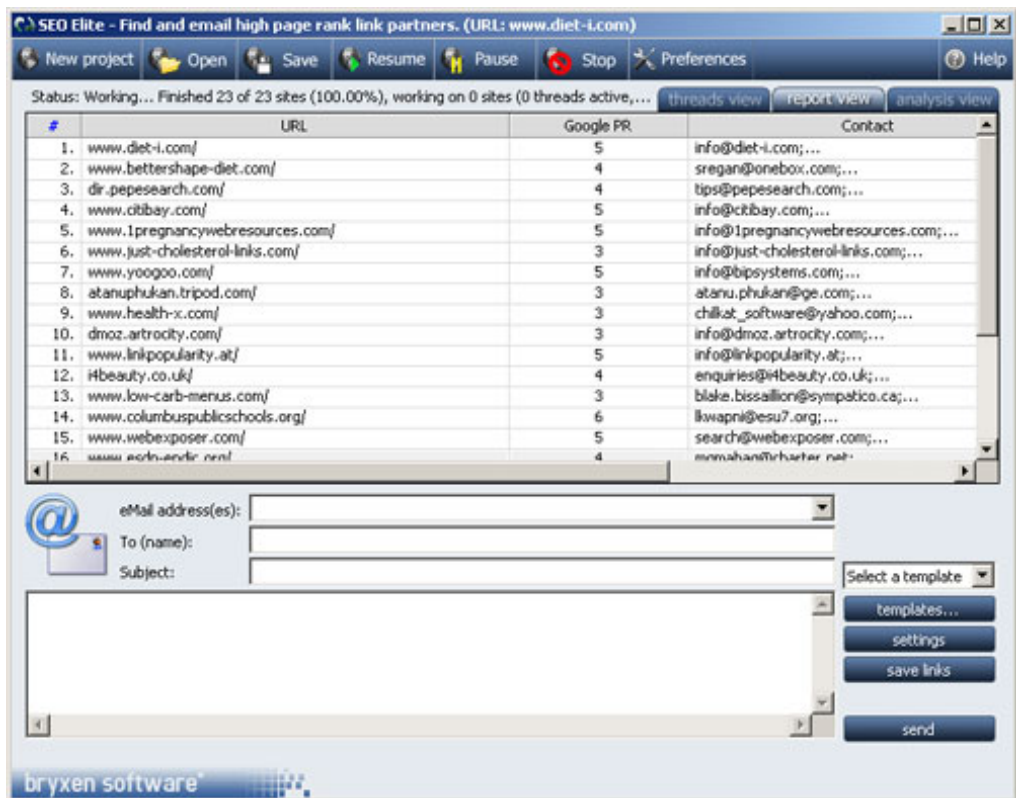 SEO Elite - Find and email high page rank link partners. (URL: www.diet-i.com)
New project Open Save Resume Pause Stop Preferences Help
Status: Working... Finished 23 of 23 sites (100.00%), working on 0 sites (0 threads active,... threads view report view analysis view
# URL Google PR Contact
1. www.diet-i.com/ 5 info@diet-i.com;...
2. www.bettershape-diet.com/ 4 sregan@onebox.com;...
3. dir.pepesearch.com/ 4 tips@pepesearch.com;...
4. www.citibay.com/ 5 info@citibay.com;...
5. www.1pregnancywebresources.com/ 5 info@1pregnancywebresources.com;...
6. www.just-cholesterol-links.com/ 3 info@just-cholesterol-links.com;...
7. www.yoogoo.com/ 5 info@bipsystems.com;...
8. atanuphukan.tripod.com/ 3 atanu.phukan@ge.com;...
9. www.health-x.com/ 3 chilkat_software@yahoo.com;...
10. dmoz.artrocity.com/ 3 info@dmoz.artrocity.com;...
11. www.linkpopularity.at/ 5 info@linkpopularity.at;...
12. i4beauty.co.uk/ 4 enquiries@i4beauty.co.uk;...
13. www.low-carb-menus.com/ 3 blake.bissaillion@sympatico.ca;...
14. www.columbuspublicschools.org/ 6 lkwapni@esu7.org;...
15. www.webexposer.com/ 5 search@webexposer.com;...
16 4
eMail address(es):
To (name):
Subject:
Select a template
templates...
settings
save links
send
bryxen software